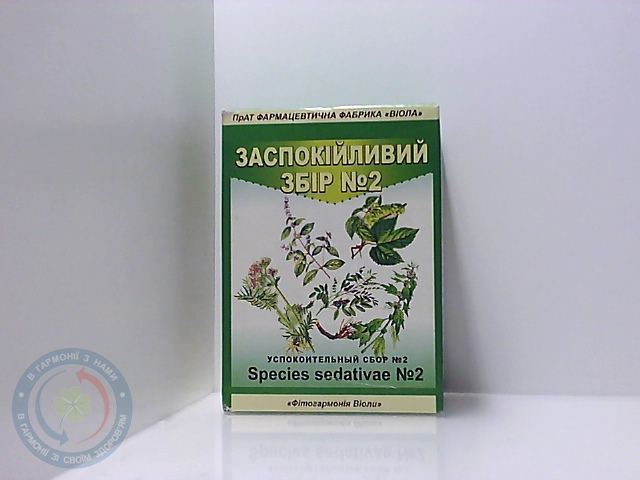 ПрАТ ФАРМАЦЕВТИЧНА ФАБРИКА «ВІОЛА»
ЗАСПОКІЙЛИВИЙ
ЗБІР №2
УСПОКОИТЕЛЬНЫЙ СБОР №2
Species sedativae №2
«Фітогармонія Віоли»
В ГАРМОНІЇ З НАМИ
В ГАРМОНІЇ ЗІ СВОЇМ ЗДОРОВ'ЯМ